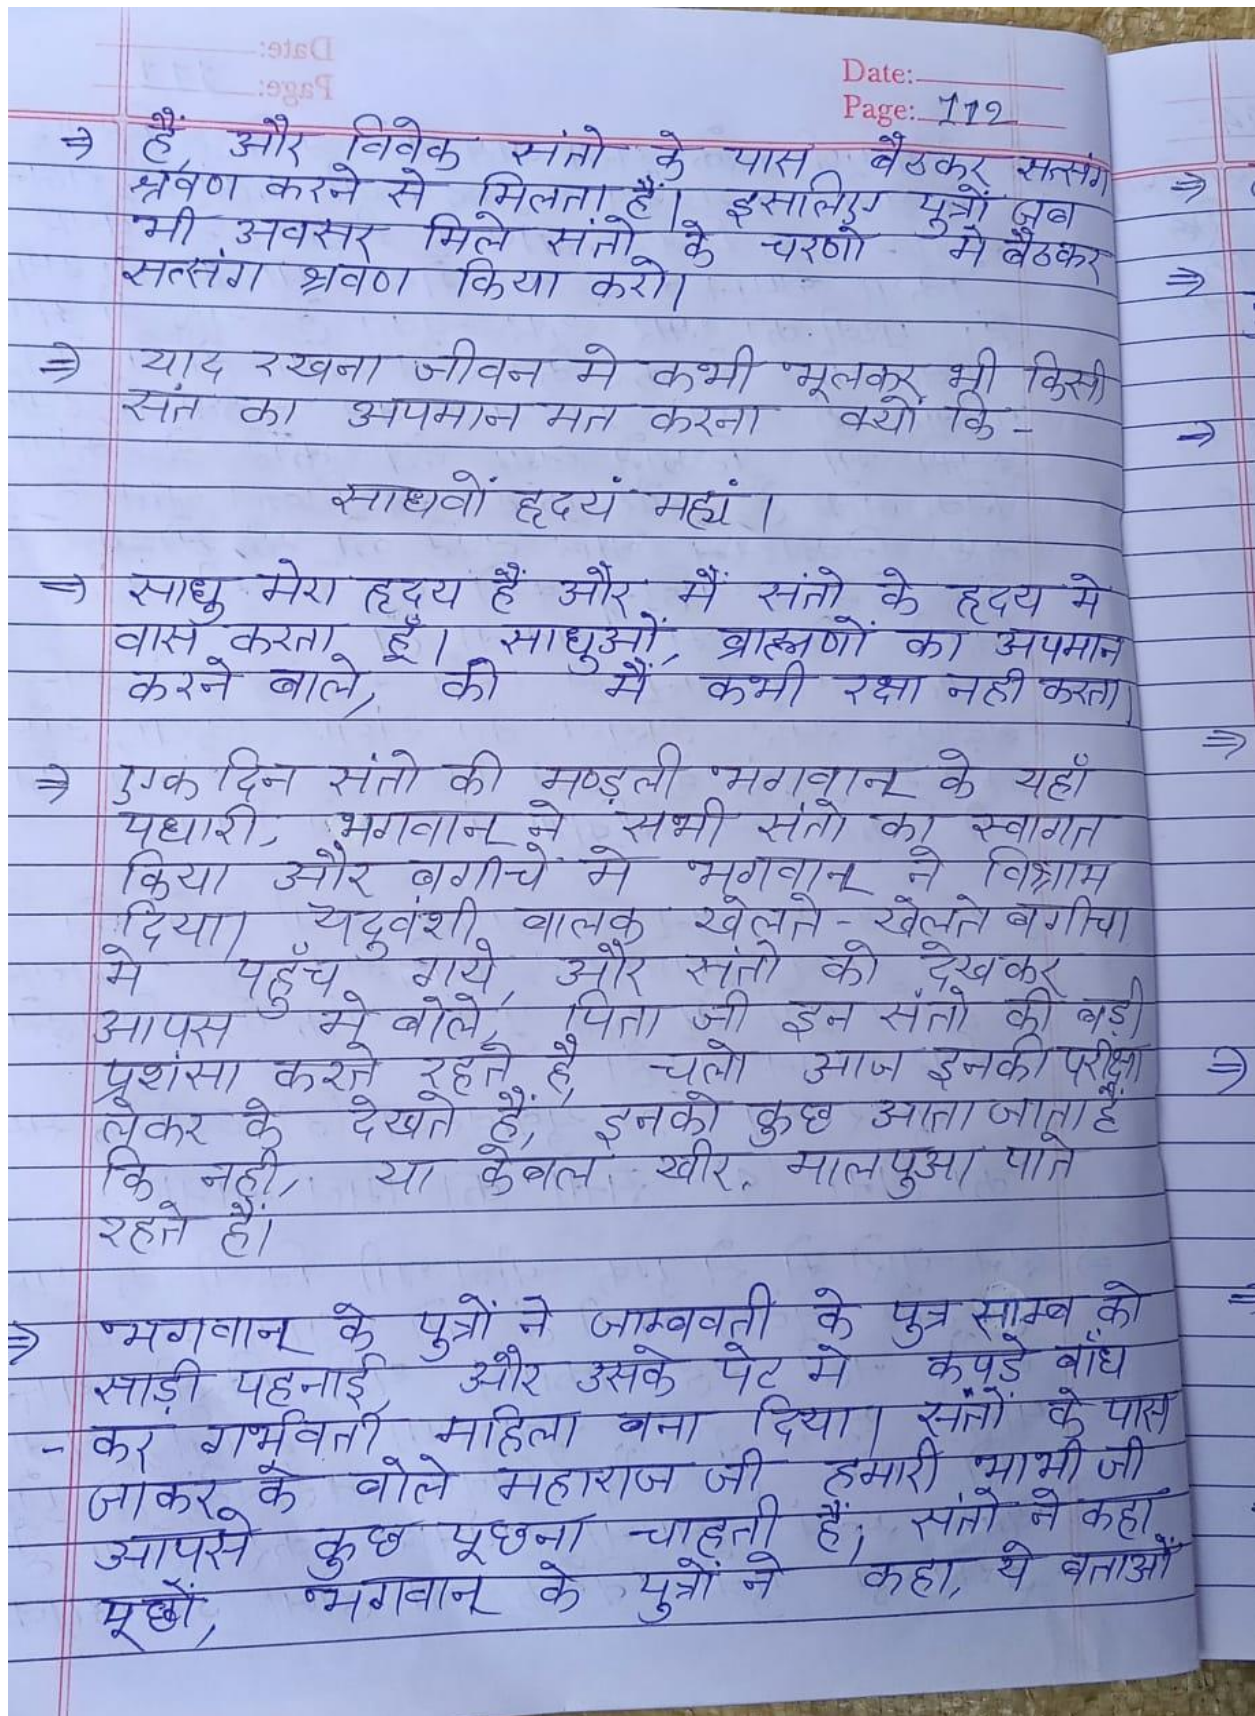 Date:
Page: 112
⇒ हैं, और विवेक संतो के पास बैठकर सत्संग
श्रवण करने से मिलता हैं। इसलिए पुत्रों जब
भी अवसर मिले संतो के चरणो मे बैठकर
सत्संग श्रवण किया करो।
⇒ याद रखना जीवन मे कभी भूलकर भी किसी
संत का अपमान मत करना क्यों कि -
साधवों हृदयं मह्यं।
⇒ साधु मेरा हृदय हैं और मैं संतो के हृदय मे
वास करता हूँ। साधुओं, ब्राह्मणों का अपमान
करने बाले, की मैं कभी रक्षा नही करता।
⇒ एक दिन संतो की मण्ड़ली भगवान् के यहाँ
पधारी, भगवान् ने सभी संतो का स्वागत
किया और बगीचे मे भगवान् ने विश्राम
दिया। यदुवंशी बालक खेलते - खेलते बगीचा
मे पहुँच गये, और संतो को देखकर
आपस मे बोले, पिता जी इन संतो की बड़ी
प्रशंसा करते रहते है, चलो आज इनकी परीक्षा
लेकर के देखते हैं, इनको कुछ आता जाता हैं
कि नही, या केबल खीर, मालपुआ पाते
रहते हैं।
⇒ भगवान् के पुत्रों ने जाम्बवती के पुत्र साम्ब को
साड़ी पहनाई, और उसके पेट मे कपड़े बाँध
- कर गर्भवती महिला बना दिया। संतों के पास
जाकर के बोले महाराज जी हमारी भाभी जी
आपसे कुछ पूछना चाहती हैं, संतो ने कहा
पूछों, भगवान् के पुत्रों ने कहा, ये बताओं